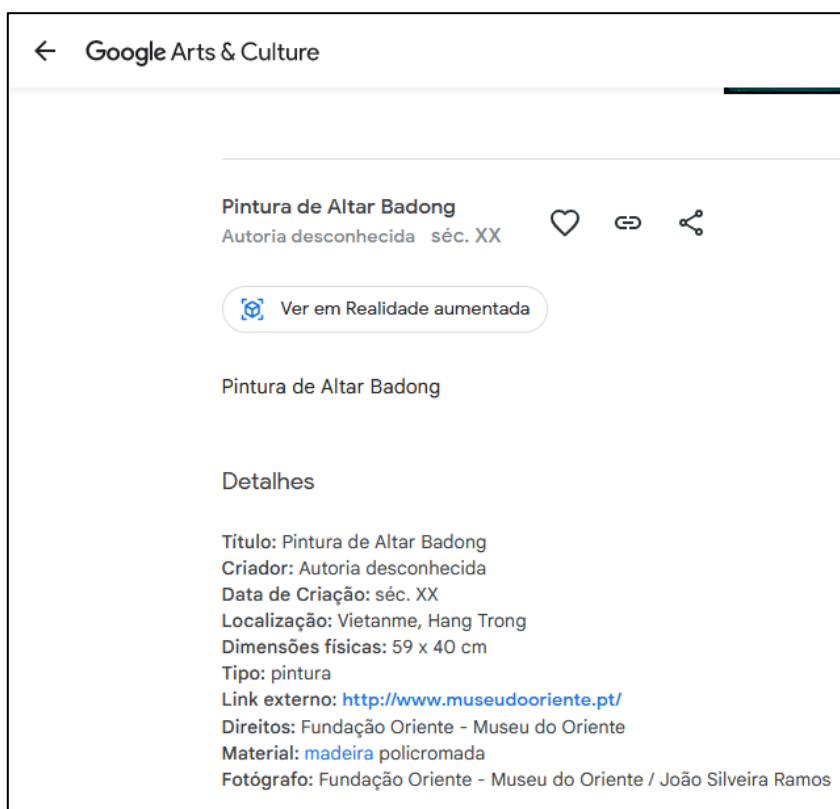 Google Arts & Culture
Pintura de Altar Badong
Autoria desconhecida séc. XX
Ver em Realidade aumentada
Pintura de Altar Badong
Detalhes
Título: Pintura de Altar Badong
Criador: Autoria desconhecida
Data de Criação: séc. XX
Localização: Vietanme, Hang Trong
Dimensões físicas: 59 x 40 cm
Tipo: pintura
Link externo: http://www.museudooriente.pt/
Direitos: Fundação Oriente - Museu do Oriente
Material: madeira policromada
Fotógrafo: Fundação Oriente - Museu do Oriente / João Silveira Ramos